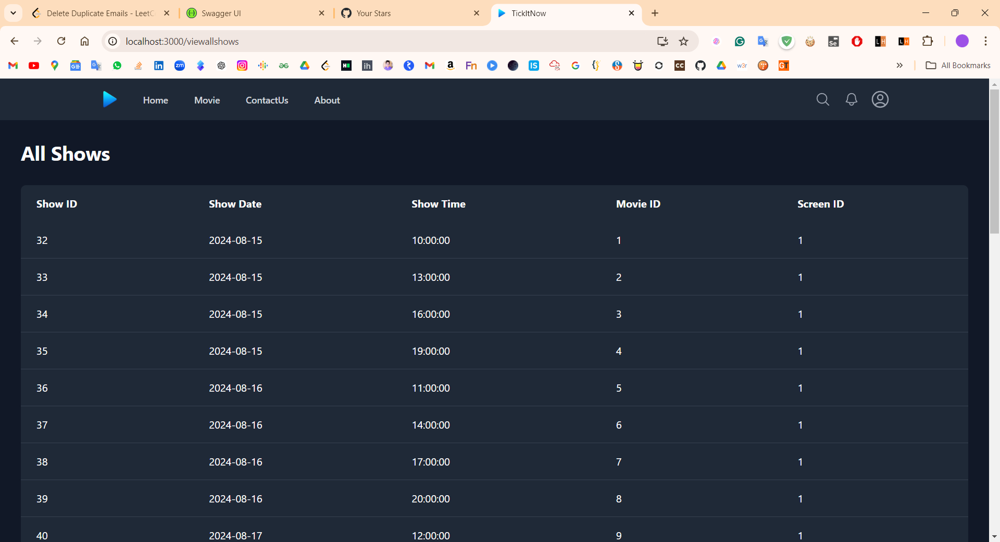 Delete Duplicate Emails - LeetC
Swagger UI
Your Stars
TickItNow
localhost:3000/viewallshows
All Bookmarks
Home Movie ContactUs About
All Shows
Show ID Show Date Show Time Movie ID Screen ID
32 2024-08-15 10:00:00 1 1
33 2024-08-15 13:00:00 2 1
34 2024-08-15 16:00:00 3 1
35 2024-08-15 19:00:00 4 1
36 2024-08-16 11:00:00 5 1
37 2024-08-16 14:00:00 6 1
38 2024-08-16 17:00:00 7 1
39 2024-08-16 20:00:00 8 1
40 2024-08-17 12:00:00 9 1